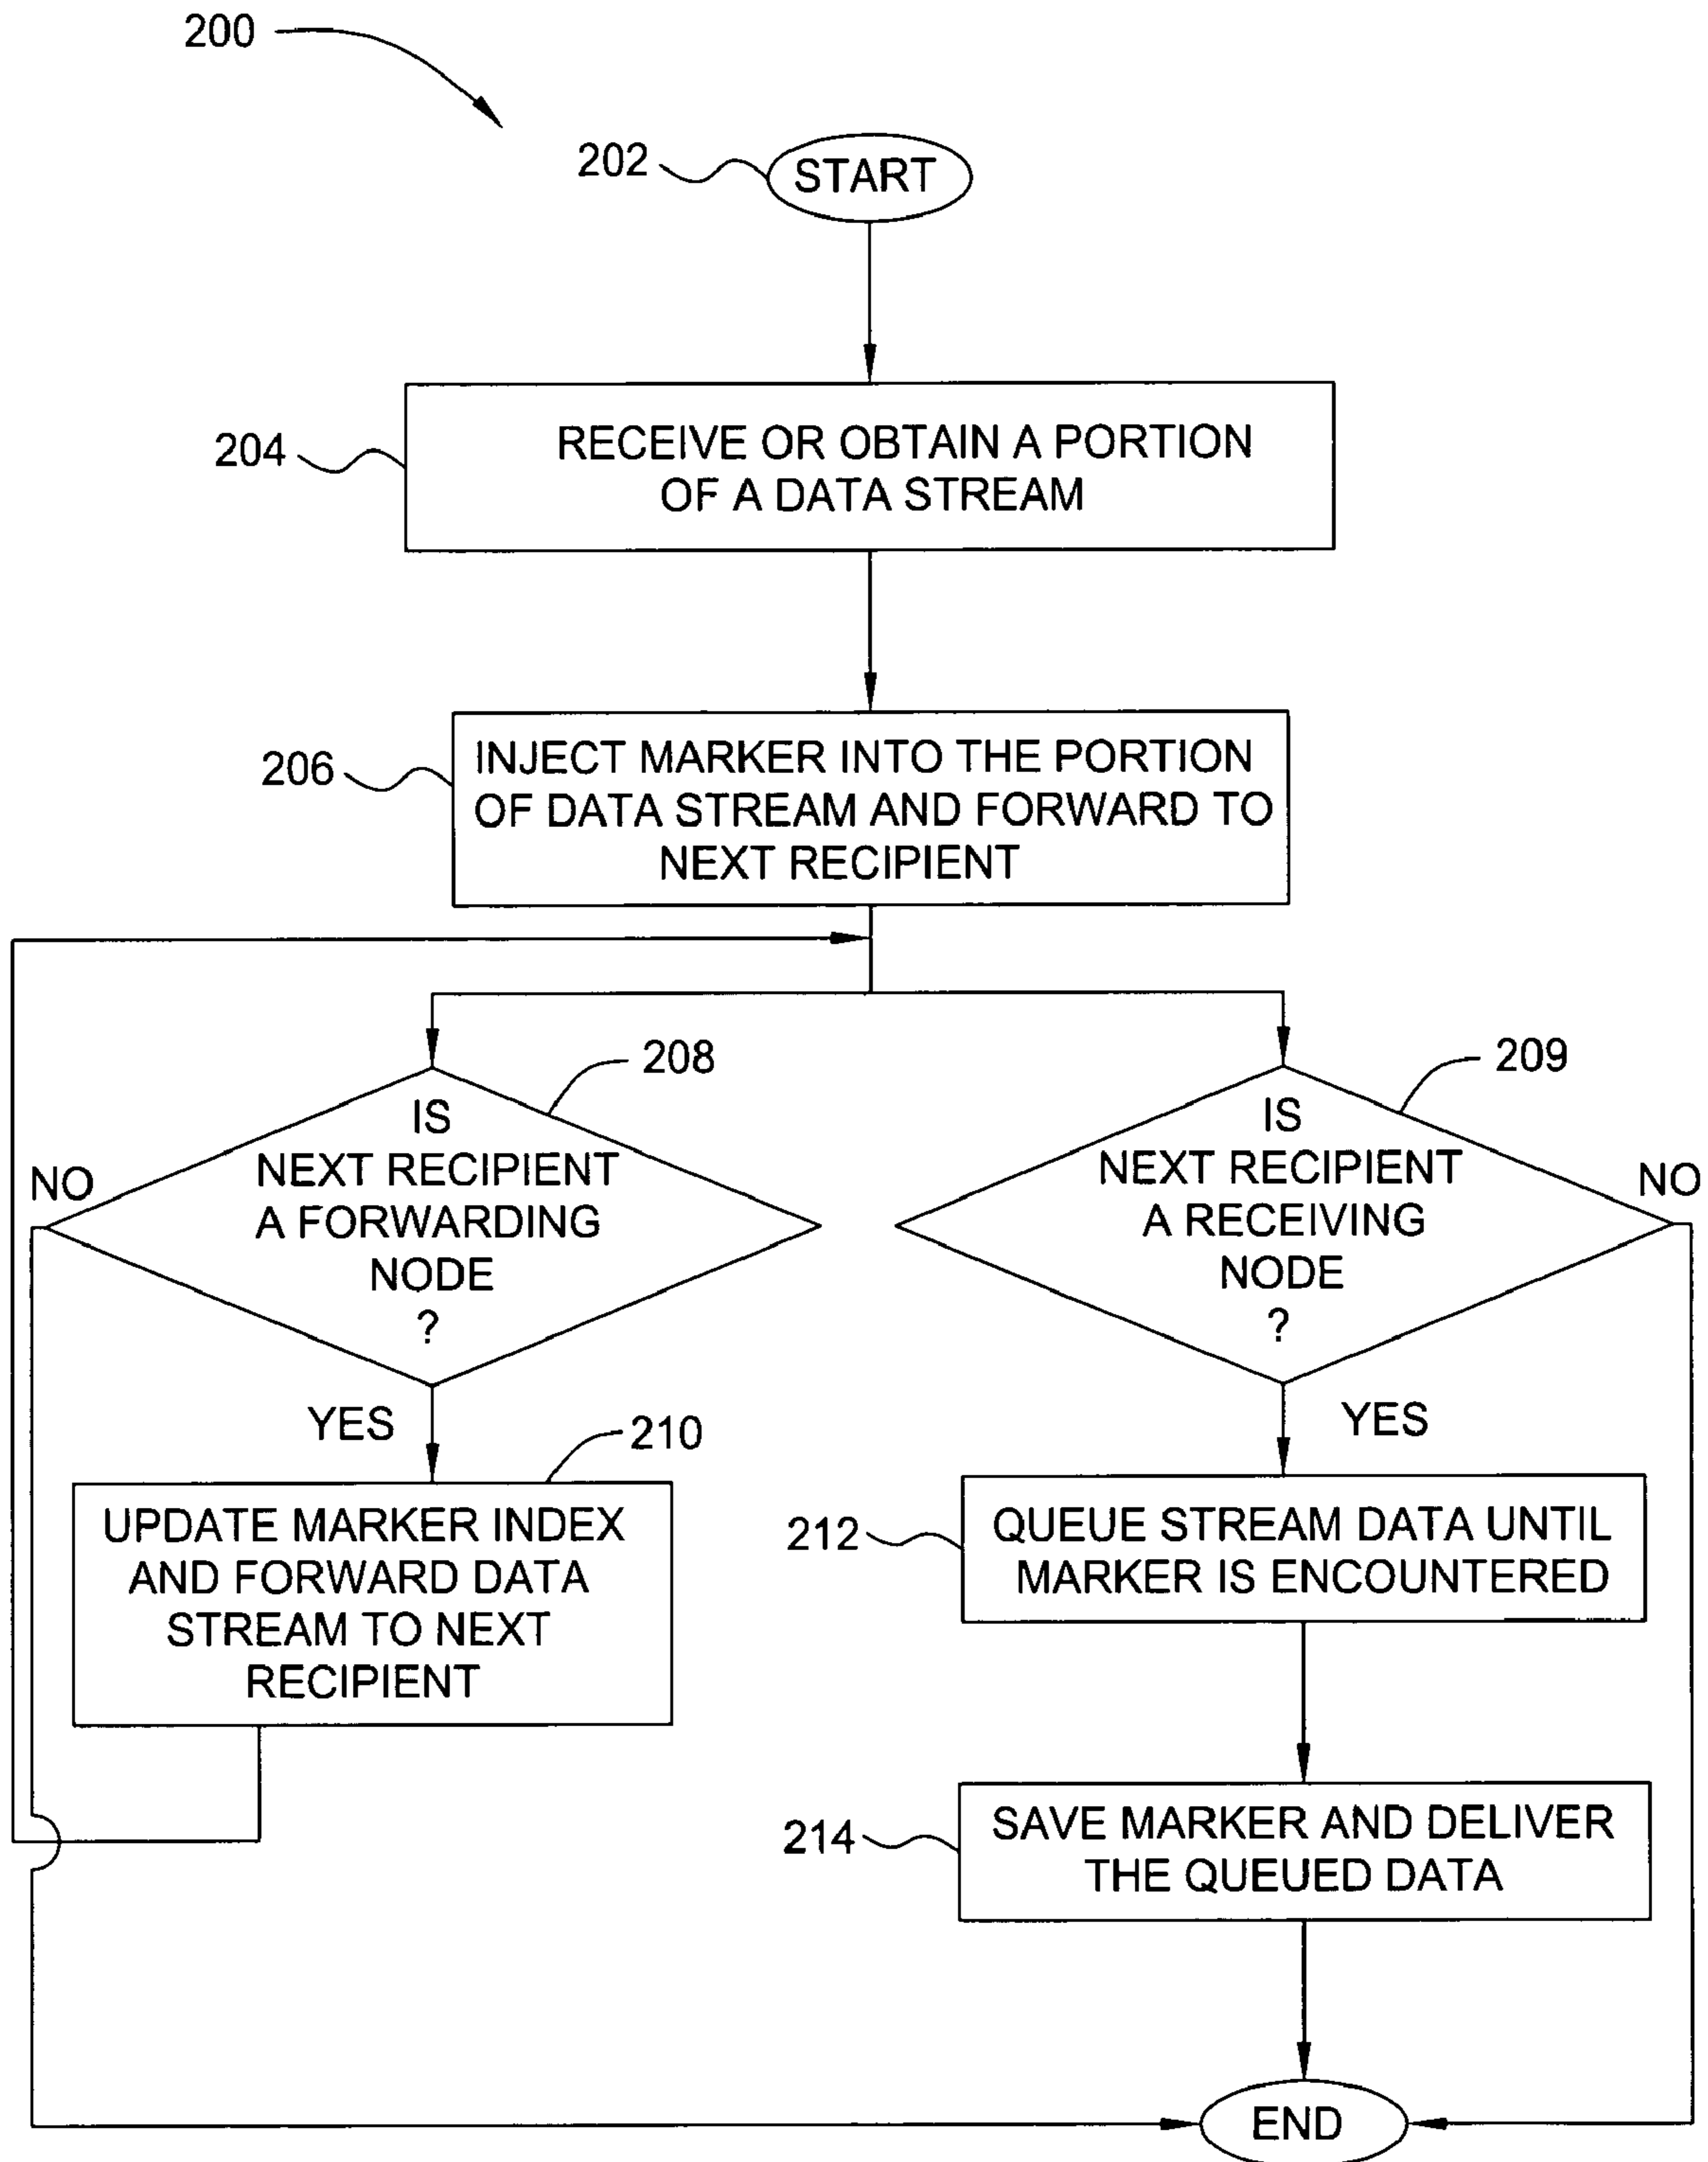 200
202
START
204
RECEIVE OR OBTAIN A PORTION
OF A DATA STREAM
206
INJECT MARKER INTO THE PORTION
OF DATA STREAM AND FORWARD TO
NEXT RECIPIENT
208
IS
NEXT RECIPIENT
A FORWARDING
NODE
?
NO
YES
209
IS
NEXT RECIPIENT
A RECEIVING
NODE
?
NO
YES
210
UPDATE MARKER INDEX
AND FORWARD DATA
STREAM TO NEXT
RECIPIENT
212
QUEUE STREAM DATA UNTIL
MARKER IS ENCOUNTERED
214
SAVE MARKER AND DELIVER
THE QUEUED DATA
END